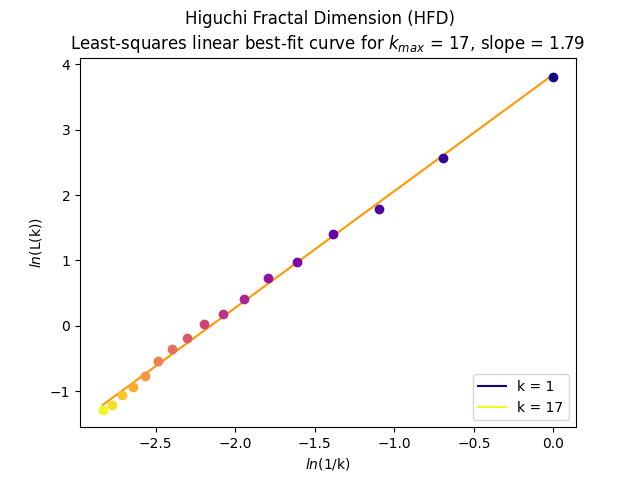 Higuchi Fractal Dimension (HFD)
Least-squares linear best-fit curve for $k_{max}$ = 17, slope = 1.79
4
3
2
1
0
−1
ln(L(k))
−2.5
−2.0
−1.5
−1.0
−0.5
0.0
ln(1/k)
k = 1
k = 17